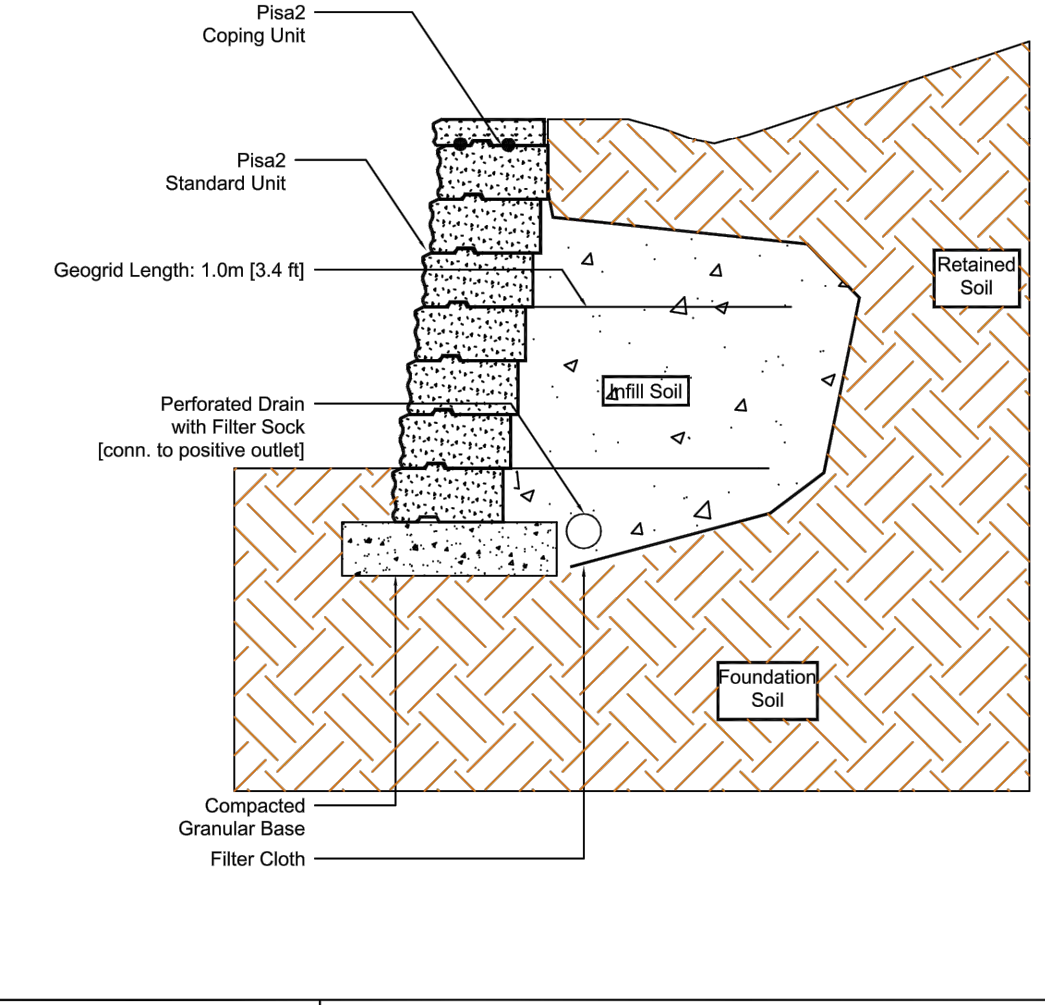 Pisa2
Coping Unit
Pisa2
Standard Unit
Geogrid Length: 1.0m [3.4 ft]
Retained
Soil
Infill Soil
Perforated Drain
with Filter Sock
[conn. to positive outlet]
Foundation
Soil
Compacted
Granular Base
Filter Cloth